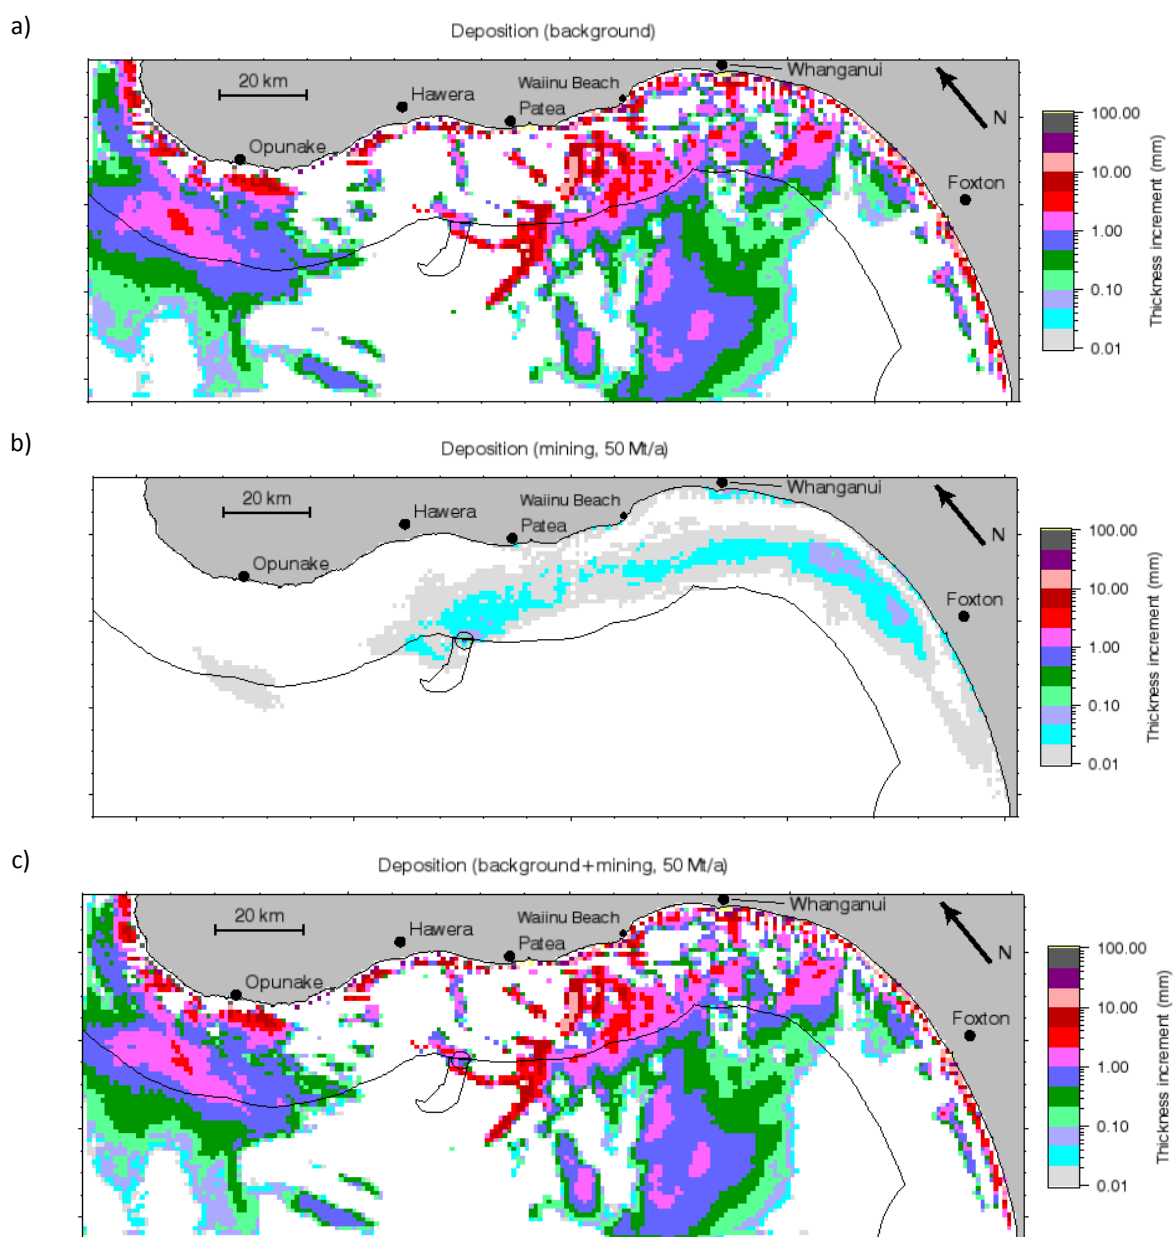 a)
Deposition (background)
20 km
Hawera
Waiinu Beach
Patea
Whanganui
Opunake
N
Foxton
100.00
10.00
1.00
0.10
0.01
Thickness increment (mm)
b)
Deposition (mining, 50 Mt/a)
20 km
Hawera
Waiinu Beach
Patea
Whanganui
Opunake
N
Foxton
100.00
10.00
1.00
0.10
0.01
Thickness increment (mm)
c)
Deposition (background+mining, 50 Mt/a)
20 km
Hawera
Waiinu Beach
Patea
Whanganui
Opunake
N
Foxton
100.00
10.00
1.00
0.10
0.01
Thickness increment (mm)